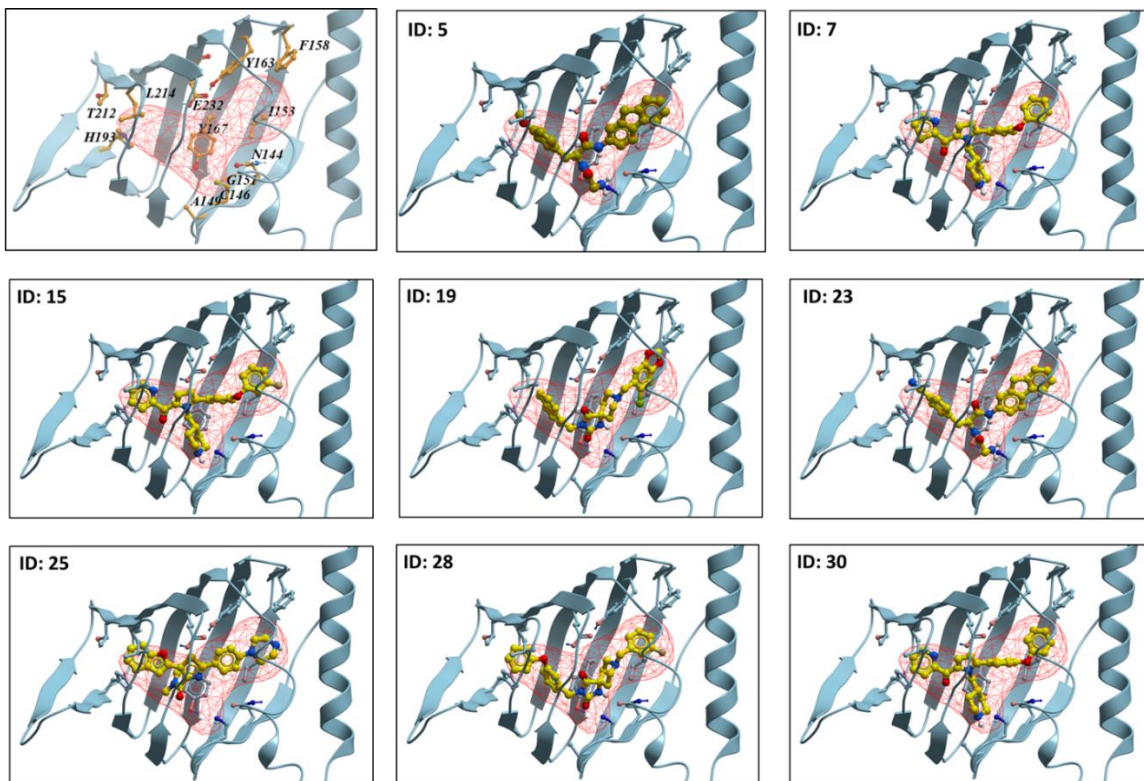 ID: 5
ID: 7
F158
Y163
L214
E232
I153
T212
Y167
H193
N144
G151
C146
A149
ID: 15
ID: 19
ID: 23
ID: 25
ID: 28
ID: 30